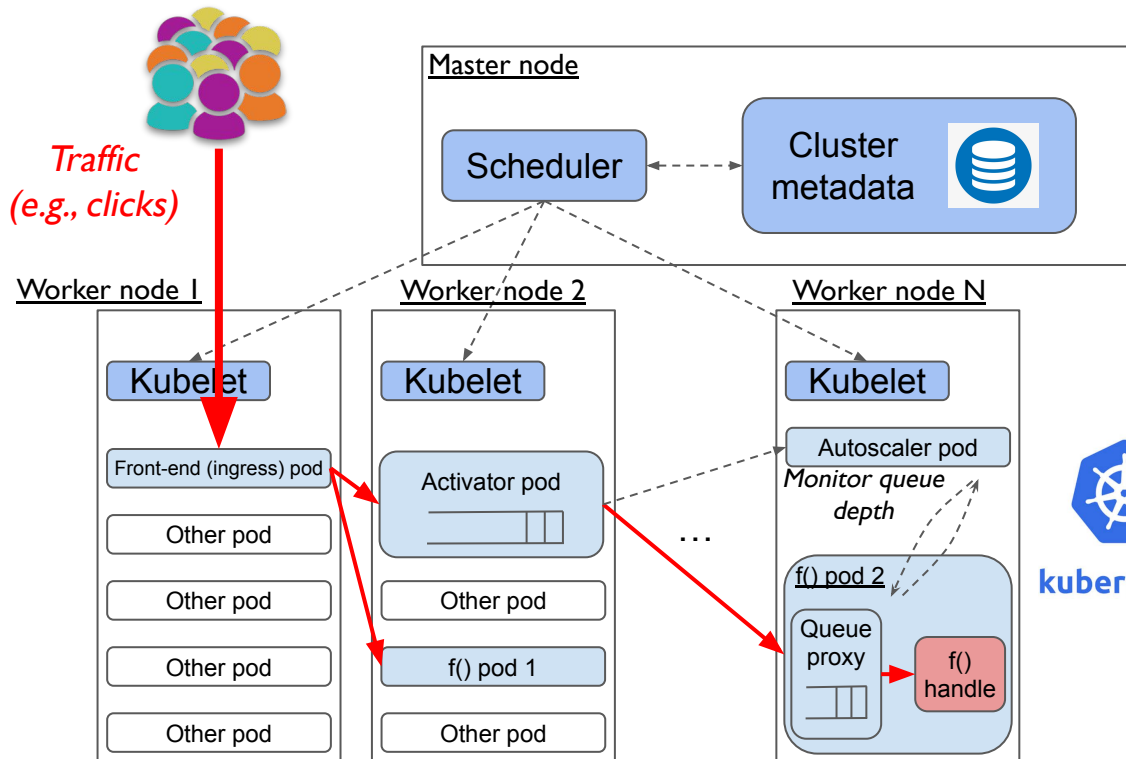 Master node
Scheduler
Cluster
metadata
Traffic
(e.g., clicks)
Worker node 1
Kubelet
Front-end (ingress) pod
Other pod
Other pod
Other pod
Other pod
Worker node 2
Kubelet
Activator pod
Other pod
f() pod 1
Other pod
...
Worker node N
Kubelet
Autoscaler pod
Monitor queue
depth
f() pod 2
Queue
proxy
f()
handle
kuber